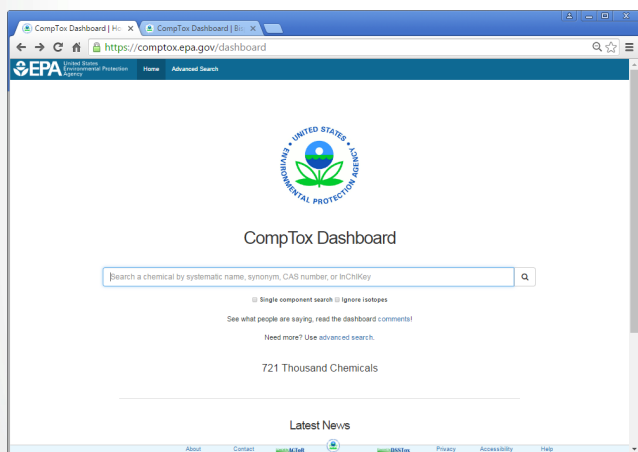 CompTox Dashboard | Ho
CompTox Dashboard | Bis
https://comptox.epa.gov/dashboard
EPA United States Environmental Protection Agency Home Advanced Search
UNITED STATES
ENVIRONMENTAL PROTECTION AGENCY
CompTox Dashboard
Search a chemical by systematic name, synonym, CAS number, or InChIKey
Single component search Ignore isotopes
See what people are saying, read the dashboard comments!
Need more? Use advanced search.
721 Thousand Chemicals
Latest News
About Contact ACToR DSSTox Privacy Accessibility Help